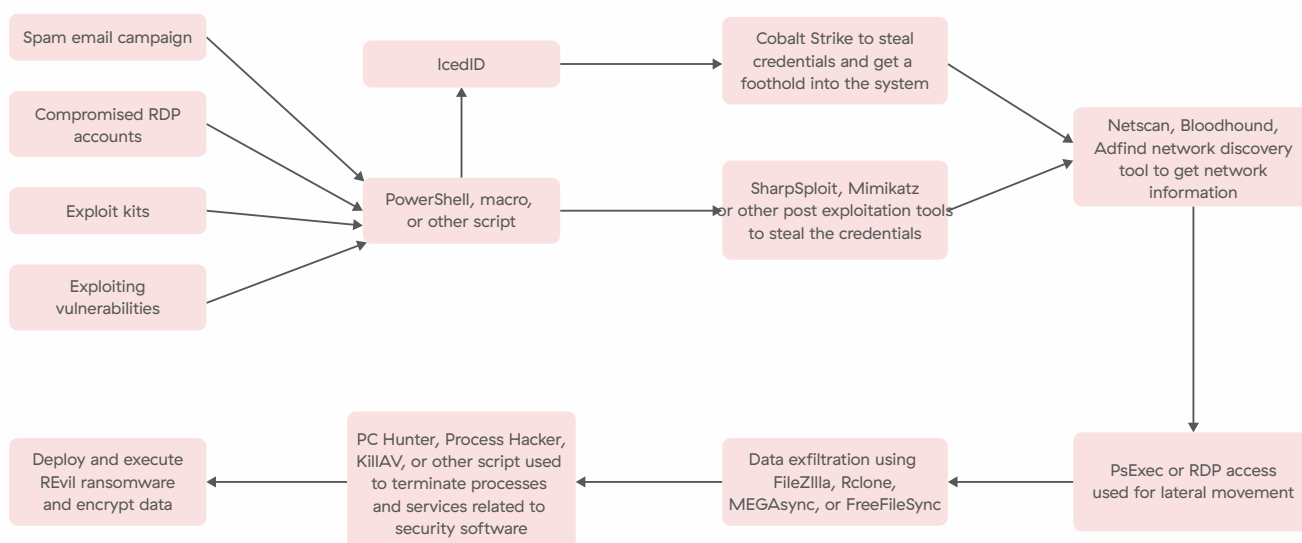 Spam email campaign
Compromised RDP
accounts
Exploit kits
Exploiting
vulnerabilities
IcedID
PowerShell, macro,
or other script
Cobalt Strike to steal
credentials and get a
foothold into the system
SharpSploit, Mimikatz
or other post exploitation tools
to steal the credentials
Netscan, Bloodhound,
Adfind network discovery
tool to get network
information
PsExec or RDP access
used for lateral movement
Data exfiltration using
FileZIlla, Rclone,
MEGAsync, or FreeFileSync
PC Hunter, Process Hacker,
KillAV, or other script used
to terminate processes
and services related to
security software
Deploy and execute
REvil ransomware
and encrypt data